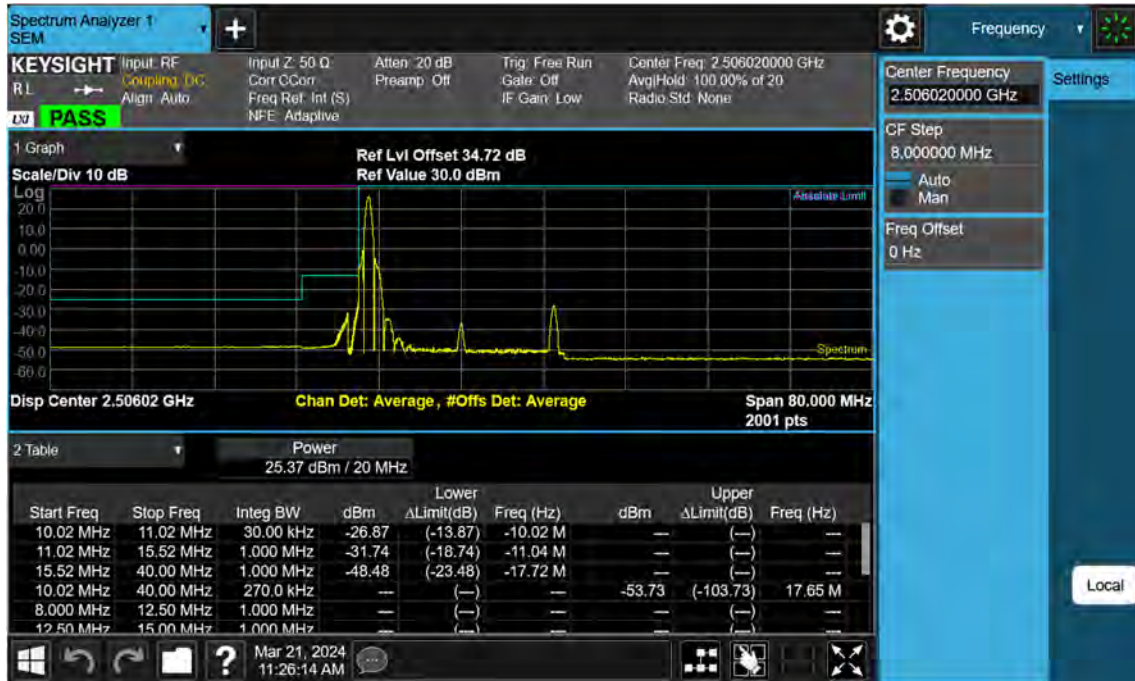 Spectrum Analyzer 1
SEM
Frequency
KEYSIGHT
RL
LXI
PASS
Input: RF
Coupling: DC
Align: Auto
Input Z: 50 Ω
Corr CCorr
Freq Ref: Int (S)
NFE: Adaptive
Atten: 20 dB
Preamp: Off
Trig: Free Run
Gate: Off
IF Gain: Low
Center Freq: 2.506020000 GHz
Avg|Hold: 100.00% of 20
Radio Std: None
Center Frequency
2.506020000 GHz
Settings
CF Step
8.000000 MHz
Auto
Man
Freq Offset
0 Hz
Local
1 Graph
Scale/Div 10 dB
Ref Lvl Offset 34.72 dB
Ref Value 30.0 dBm
Log
Absolute Limit
20.0
10.0
0.00
-10.0
-20.0
-30.0
-40.0
-50.0
-60.0
Spectrum
Disp Center 2.50602 GHz Chan Det: Average , #Offs Det: Average Span 80.000 MHz
2001 pts
2 Table
Power
25.37 dBm / 20 MHz
Lower Upper
Start Freq Stop Freq Integ BW dBm ΔLimit(dB) Freq (Hz) dBm ΔLimit(dB) Freq (Hz)
10.02 MHz 11.02 MHz 30.00 kHz -26.87 (-13.87) -10.02 M --- (---) ---
11.02 MHz 15.52 MHz 1.000 MHz -31.74 (-18.74) -11.04 M --- (---) ---
15.52 MHz 40.00 MHz 1.000 MHz -48.48 (-23.48) -17.72 M --- (---) ---
10.02 MHz 40.00 MHz 270.0 kHz --- (---) --- -53.73 (-103.73) 17.65 M
8.000 MHz 12.50 MHz 1.000 MHz --- (---) --- --- (---) ---
12.50 MHz 15.00 MHz 1.000 MHz --- (---) --- --- (---) ---
?
Mar 21, 2024
11:26:14 AM